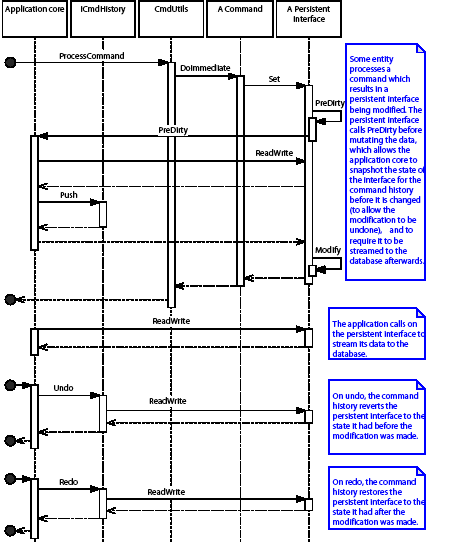 Application core
ICmdHistory
CmdUtils
A Command
A Persistent
Interface
ProcessCommand
DoImmediate
Set
PreDirty
PreDirty
ReadWrite
Push
Modify
Some entity
processes a
command which
results in a
persistent interface
being modified. The
persistent interface
calls PreDirty before
mutating the data,
which allows the
application core to
snapshot the state of
the interface for the
command history
before it is changed
(to allow the
modification to be
undone), and to
require it to be
streamed to the
database afterwards.
ReadWrite
The application calls on
the persistent interface to
stream its data to the
database.
Undo
ReadWrite
On undo, the command
history reverts the
persistent interface to the
state it had before the
modification was made.
Redo
ReadWrite
On redo, the command
history restores the
persistent interface to the
state it had after the
modification was made.